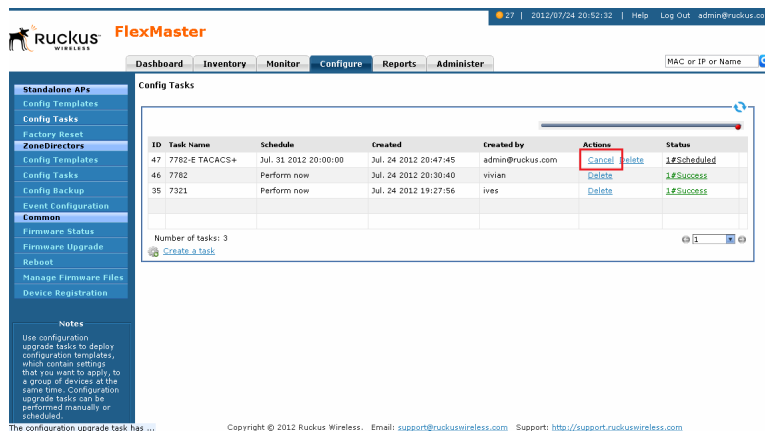 27 | 2012/07/24 20:52:32 | Help Log Out admin@ruckus.co
Ruckus WIRELESS FlexMaster
Dashboard Inventory Monitor Configure Reports Administer
MAC or IP or Name
Standalone APs
Config Templates
Config Tasks
Factory Reset
ZoneDirectors
Config Templates
Config Tasks
Config Backup
Event Configuration
Common
Firmware Status
Firmware Upgrade
Reboot
Manage Firmware Files
Device Registration
Notes
Use configuration
upgrade tasks to deploy
configuration templates,
which contain settings
that you want to apply, to
a group of devices at the
same time. Configuration
upgrade tasks can be
performed manually or
scheduled.
Config Tasks
ID Task Name Schedule Created Created by Actions Status
47 7782-E TACACS+ Jul. 31 2012 20:00:00 Jul. 24 2012 20:47:45 admin@ruckus.com Cancel Delete 1#Scheduled
46 7782 Perform now Jul. 24 2012 20:30:40 vivian Delete 1#Success
35 7321 Perform now Jul. 24 2012 19:27:56 ives Delete 1#Success
Number of tasks: 3
1
Create a task
The configuration upgrade task has ...
Copyright © 2012 Ruckus Wireless. Email: support@ruckuswireless.com Support: http://support.ruckuswireless.com